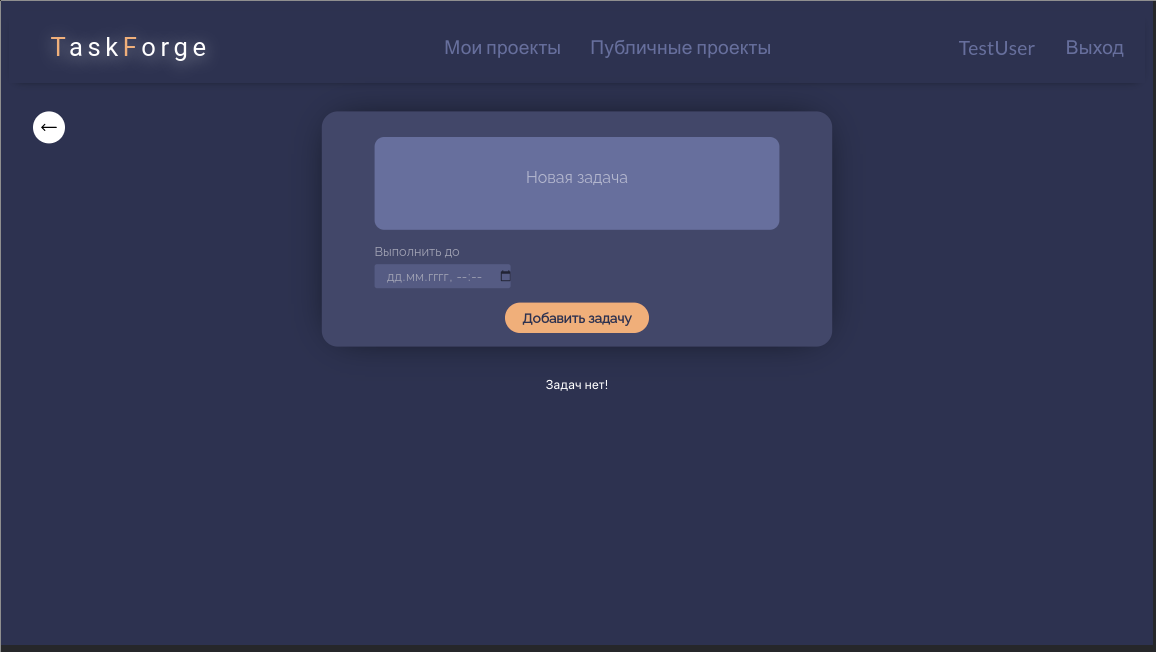 TaskForge
Мои проекты
Публичные проекты
TestUser
Выход
Новая задача
Выполнить до
дд.мм.гггг, --:--
Добавить задачу
Задач нет!